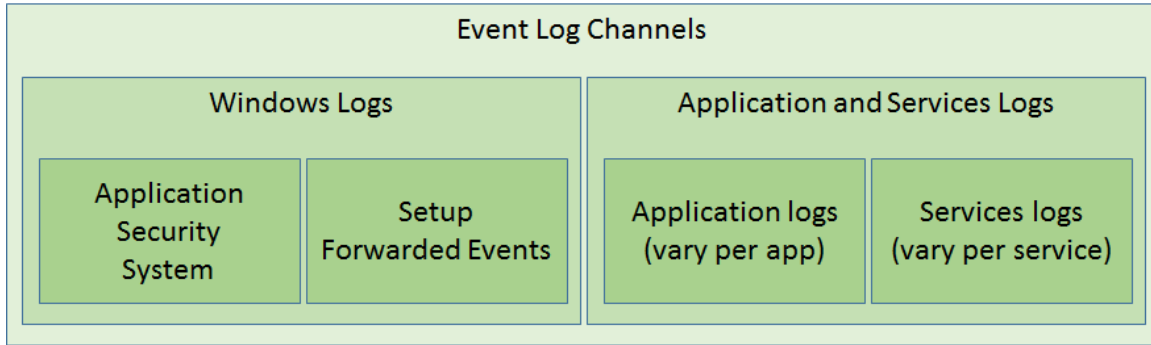 Event Log Channels
Windows Logs
Application
Security
System
Setup
Forwarded Events
Application and Services Logs
Application logs
(vary per app)
Services logs
(vary per service)